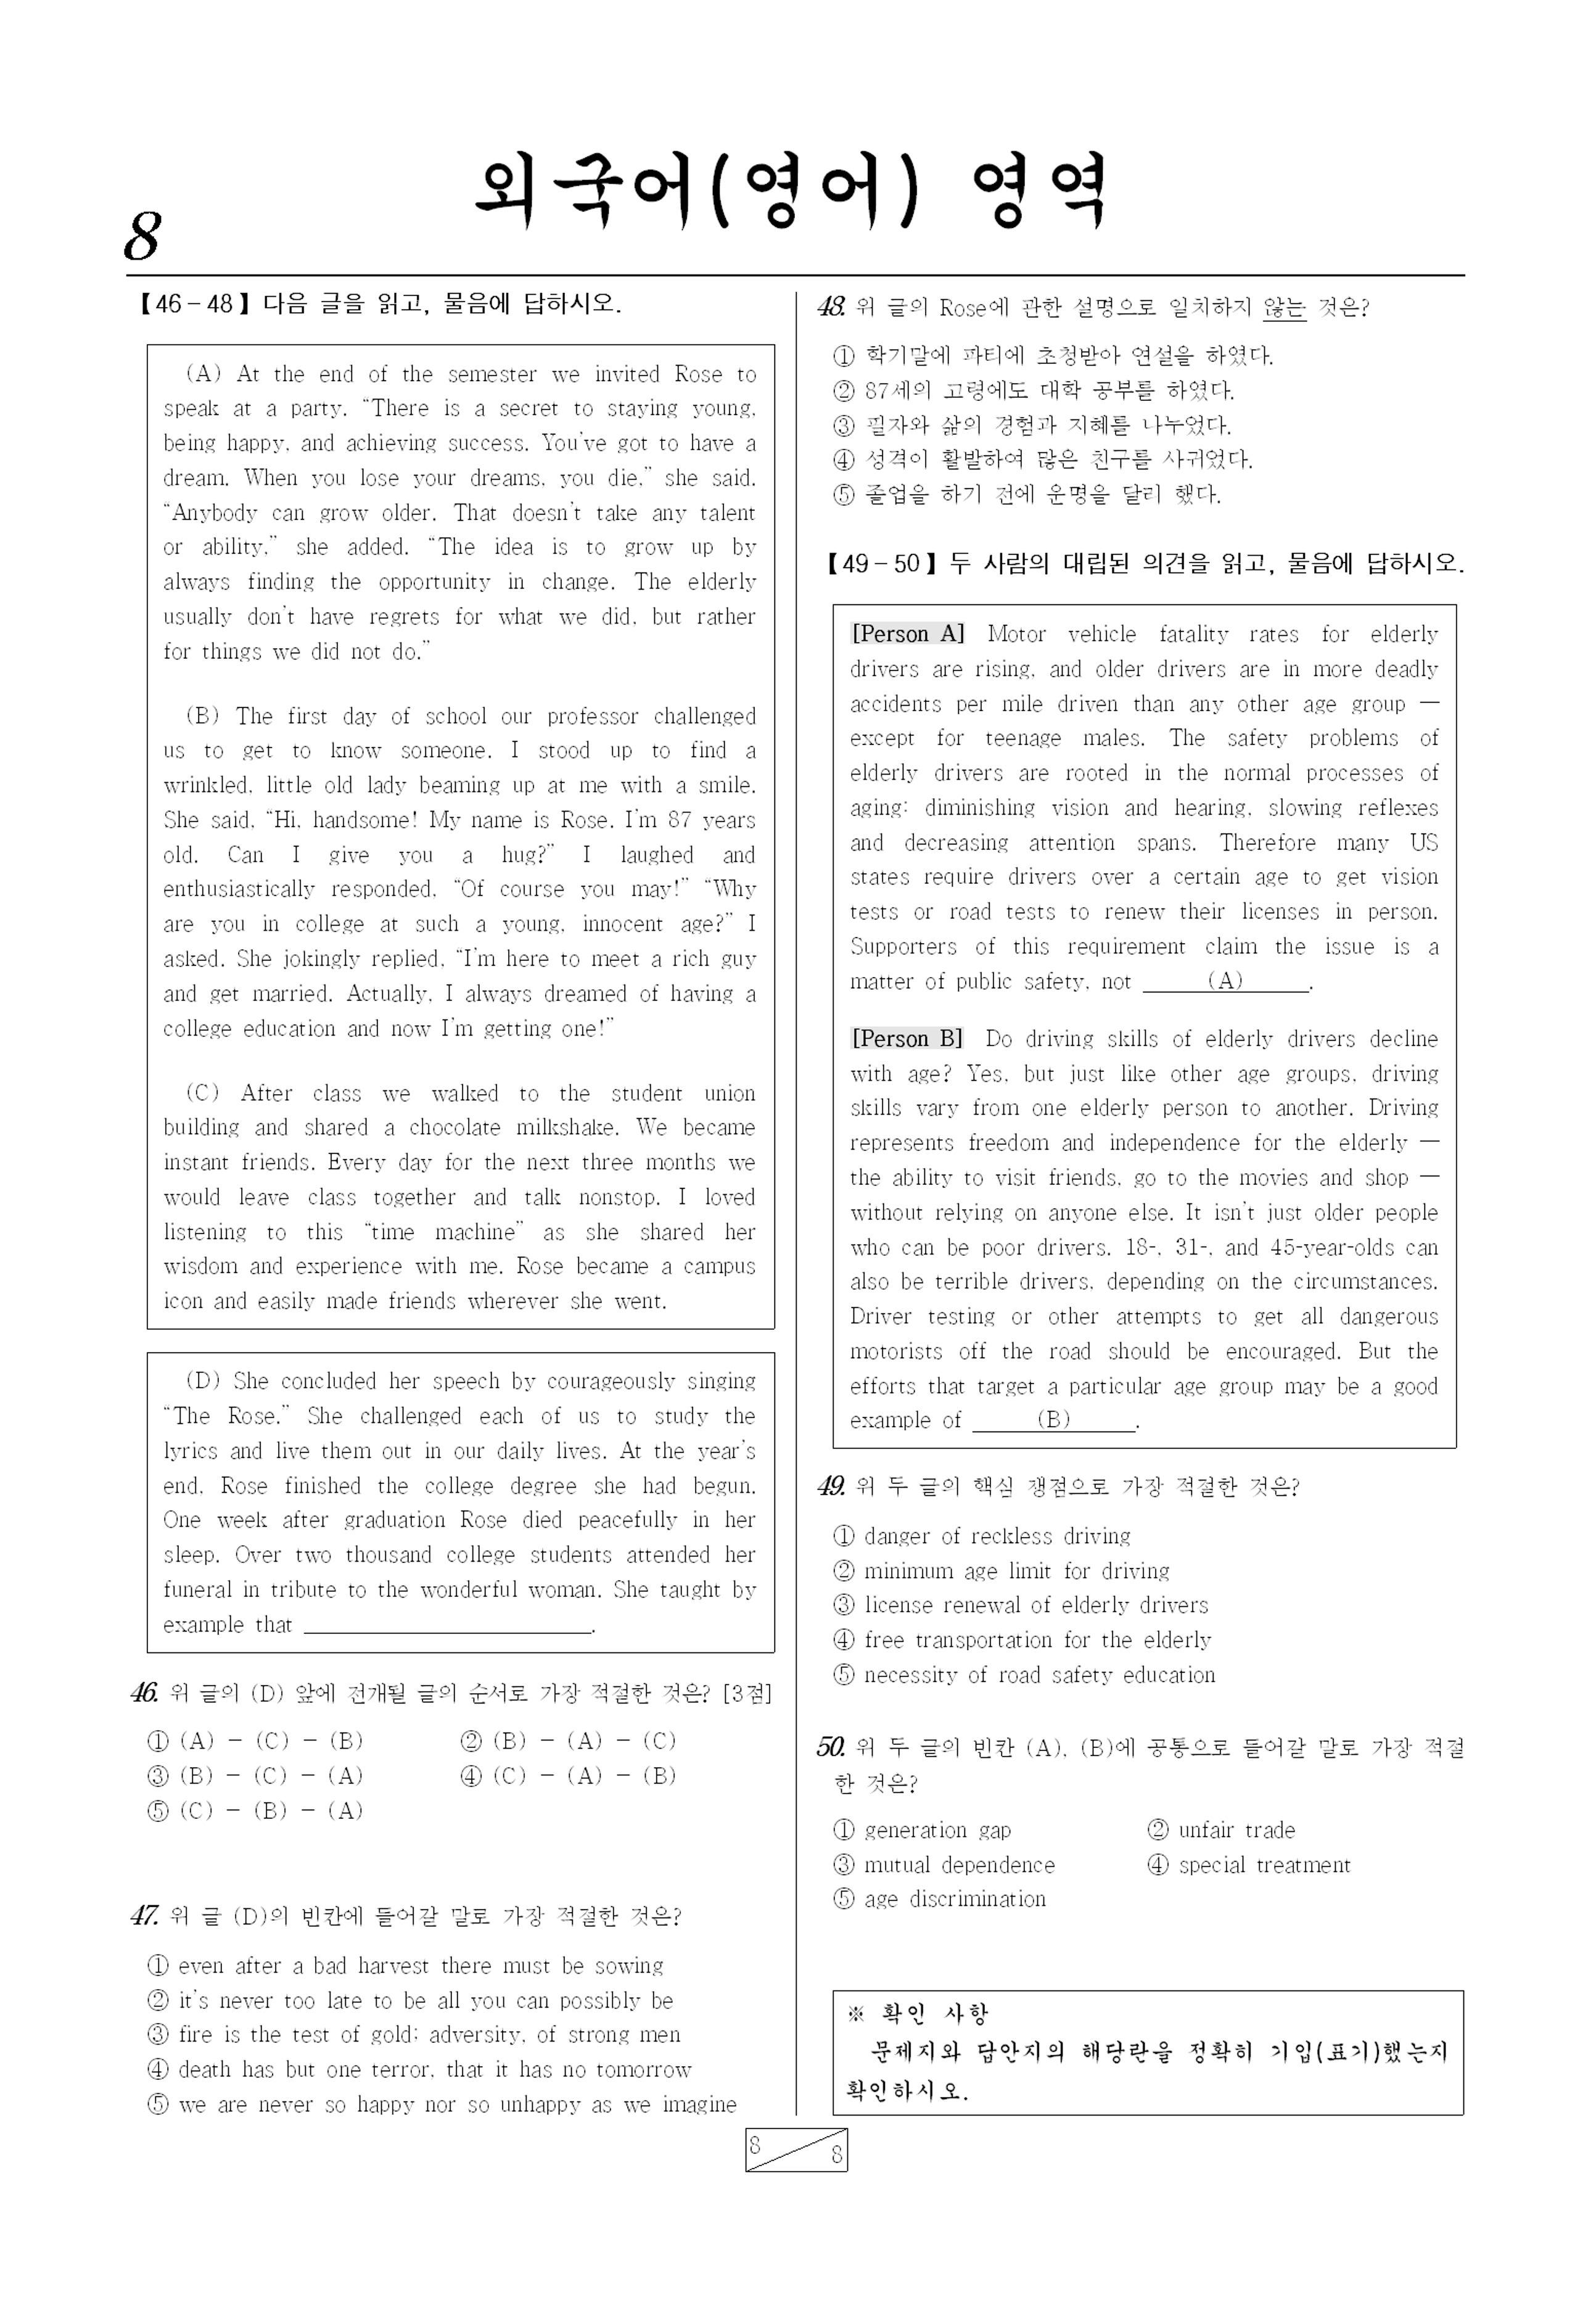 외국어(영어) 영역
8
【46-48】 다음 글을 읽고, 물음에 답하시오.
(A) At the end of the semester we invited Rose to
speak at a party. “There is a secret to staying young,
being happy, and achieving success. You've got to have a
dream. When you lose your dreams, you die,” she said.
“Anybody can grow older. That doesn't take any talent
or ability,” she added. “The idea is to grow up by
always finding the opportunity in change. The elderly
usually don't have regrets for what we did, but rather
for things we did not do.”
(B) The first day of school our professor challenged
us to get to know someone. I stood up to find a
wrinkled, little old lady beaming up at me with a smile.
She said, “Hi, handsome! My name is Rose. I'm 87 years
old. Can I give you a hug?” I laughed and
enthusiastically responded, “Of course you may!” “Why
are you in college at such a young, innocent age?” I
asked. She jokingly replied, “I'm here to meet a rich guy
and get married. Actually, I always dreamed of having a
college education and now I'm getting one!”
(C) After class we walked to the student union
building and shared a chocolate milkshake. We became
instant friends. Every day for the next three months we
would leave class together and talk nonstop. I loved
listening to this “time machine” as she shared her
wisdom and experience with me. Rose became a campus
icon and easily made friends wherever she went.
(D) She concluded her speech by courageously singing
“The Rose.” She challenged each of us to study the
lyrics and live them out in our daily lives. At the year's
end, Rose finished the college degree she had begun.
One week after graduation Rose died peacefully in her
sleep. Over two thousand college students attended her
funeral in tribute to the wonderful woman. She taught by
example that ______________________.
46. 위 글의 (D) 앞에 전개될 글의 순서로 가장 적절한 것은? [3점]
① (A) - (C) - (B) ② (B) - (A) - (C)
③ (B) - (C) - (A) ④ (C) - (A) - (B)
⑤ (C) - (B) - (A)
47. 위 글 (D)의 빈칸에 들어갈 말로 가장 적절한 것은?
① even after a bad harvest there must be sowing
② it's never too late to be all you can possibly be
③ fire is the test of gold; adversity, of strong men
④ death has but one terror, that it has no tomorrow
⑤ we are never so happy nor so unhappy as we imagine
48. 위 글의 Rose에 관한 설명으로 일치하지 않는 것은?
① 학기말에 파티에 초청받아 연설을 하였다.
② 87세의 고령에도 대학 공부를 하였다.
③ 필자와 삶의 경험과 지혜를 나누었다.
④ 성격이 활발하여 많은 친구를 사귀었다.
⑤ 졸업을 하기 전에 운명을 달리 했다.
【49-50】 두 사람의 대립된 의견을 읽고, 물음에 답하시오.
[Person A] Motor vehicle fatality rates for elderly
drivers are rising, and older drivers are in more deadly
accidents per mile driven than any other age group —
except for teenage males. The safety problems of
elderly drivers are rooted in the normal processes of
aging: diminishing vision and hearing, slowing reflexes
and decreasing attention spans. Therefore many US
states require drivers over a certain age to get vision
tests or road tests to renew their licenses in person.
Supporters of this requirement claim the issue is a
matter of public safety, not ____(A)____.
[Person B] Do driving skills of elderly drivers decline
with age? Yes, but just like other age groups, driving
skills vary from one elderly person to another. Driving
represents freedom and independence for the elderly —
the ability to visit friends, go to the movies and shop —
without relying on anyone else. It isn't just older people
who can be poor drivers. 18-, 31-, and 45-year-olds can
also be terrible drivers, depending on the circumstances.
Driver testing or other attempts to get all dangerous
motorists off the road should be encouraged. But the
efforts that target a particular age group may be a good
example of ____(B)____.
49. 위 두 글의 핵심 쟁점으로 가장 적절한 것은?
① danger of reckless driving
② minimum age limit for driving
③ license renewal of elderly drivers
④ free transportation for the elderly
⑤ necessity of road safety education
50. 위 두 글의 빈칸 (A), (B)에 공통으로 들어갈 말로 가장 적절
한 것은?
① generation gap ② unfair trade
③ mutual dependence ④ special treatment
⑤ age discrimination
※ 확인 사항
문제지와 답안지의 해당란을 정확히 기입(표기)했는지
확인하시오.
8
8